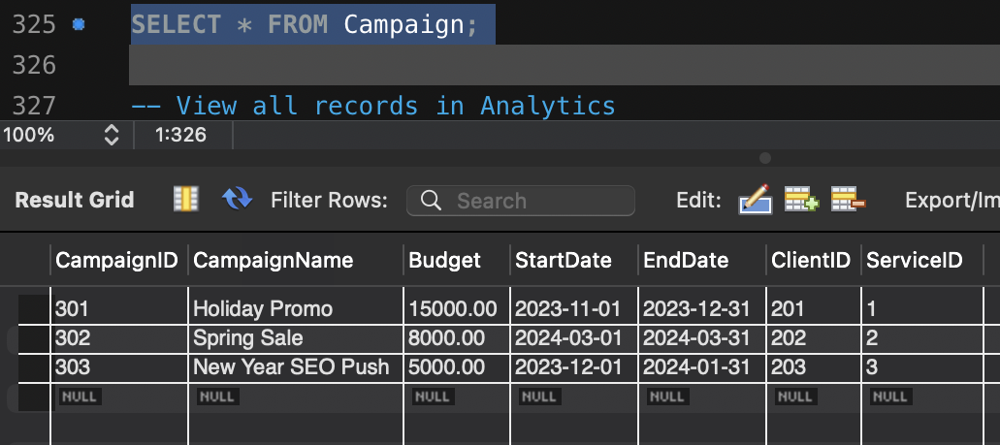 325 SELECT * FROM Campaign;
326
327 -- View all records in Analytics
100% 1:326
Result Grid Filter Rows: Search Edit: Export/Im
CampaignID CampaignName Budget StartDate EndDate ClientID ServiceID
301 Holiday Promo 15000.00 2023-11-01 2023-12-31 201 1
302 Spring Sale 8000.00 2024-03-01 2024-03-31 202 2
303 New Year SEO Push 5000.00 2023-12-01 2024-01-31 203 3
NULL NULL NULL NULL NULL NULL NULL